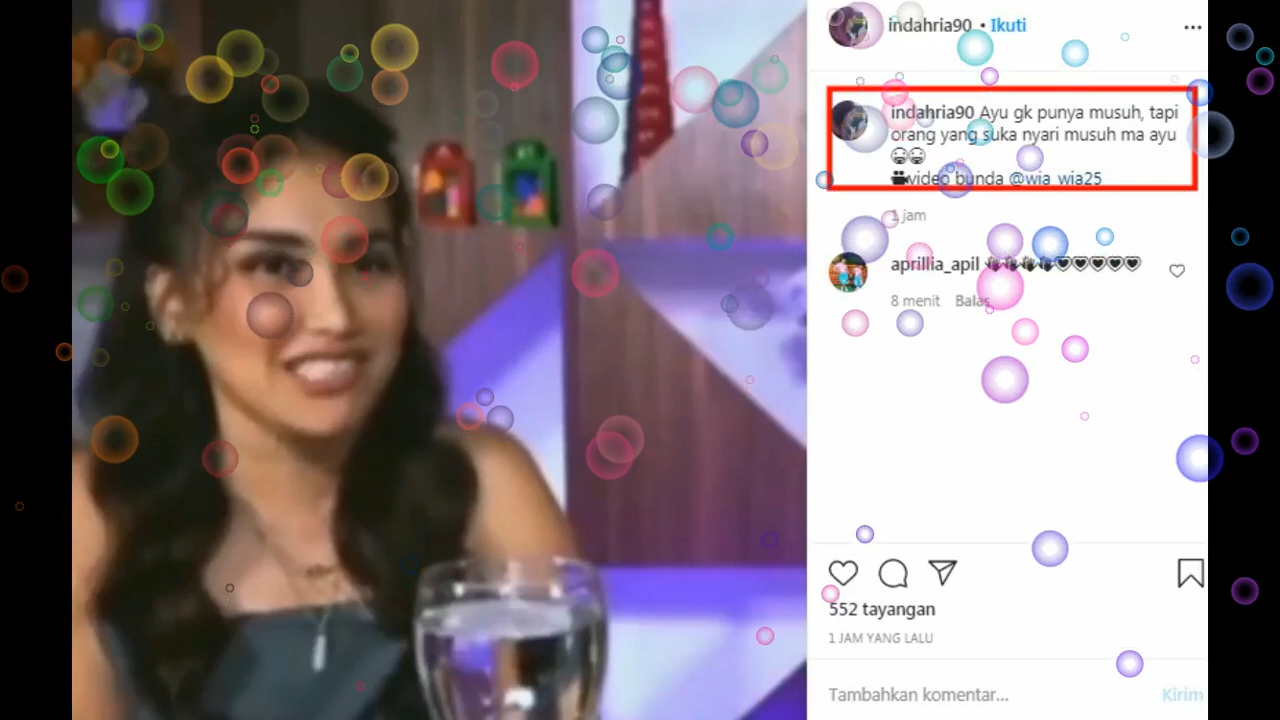 indahria90 • Ikuti
indahria90 Ayu gk punya musuh, tapi
orang yang suka nyari musuh ma ayu
video bunda @wia_wia25
1 jam
aprillia_apil
8 menit Balas
552 tayangan
1 JAM YANG LALU
Tambahkan komentar...
Kirim